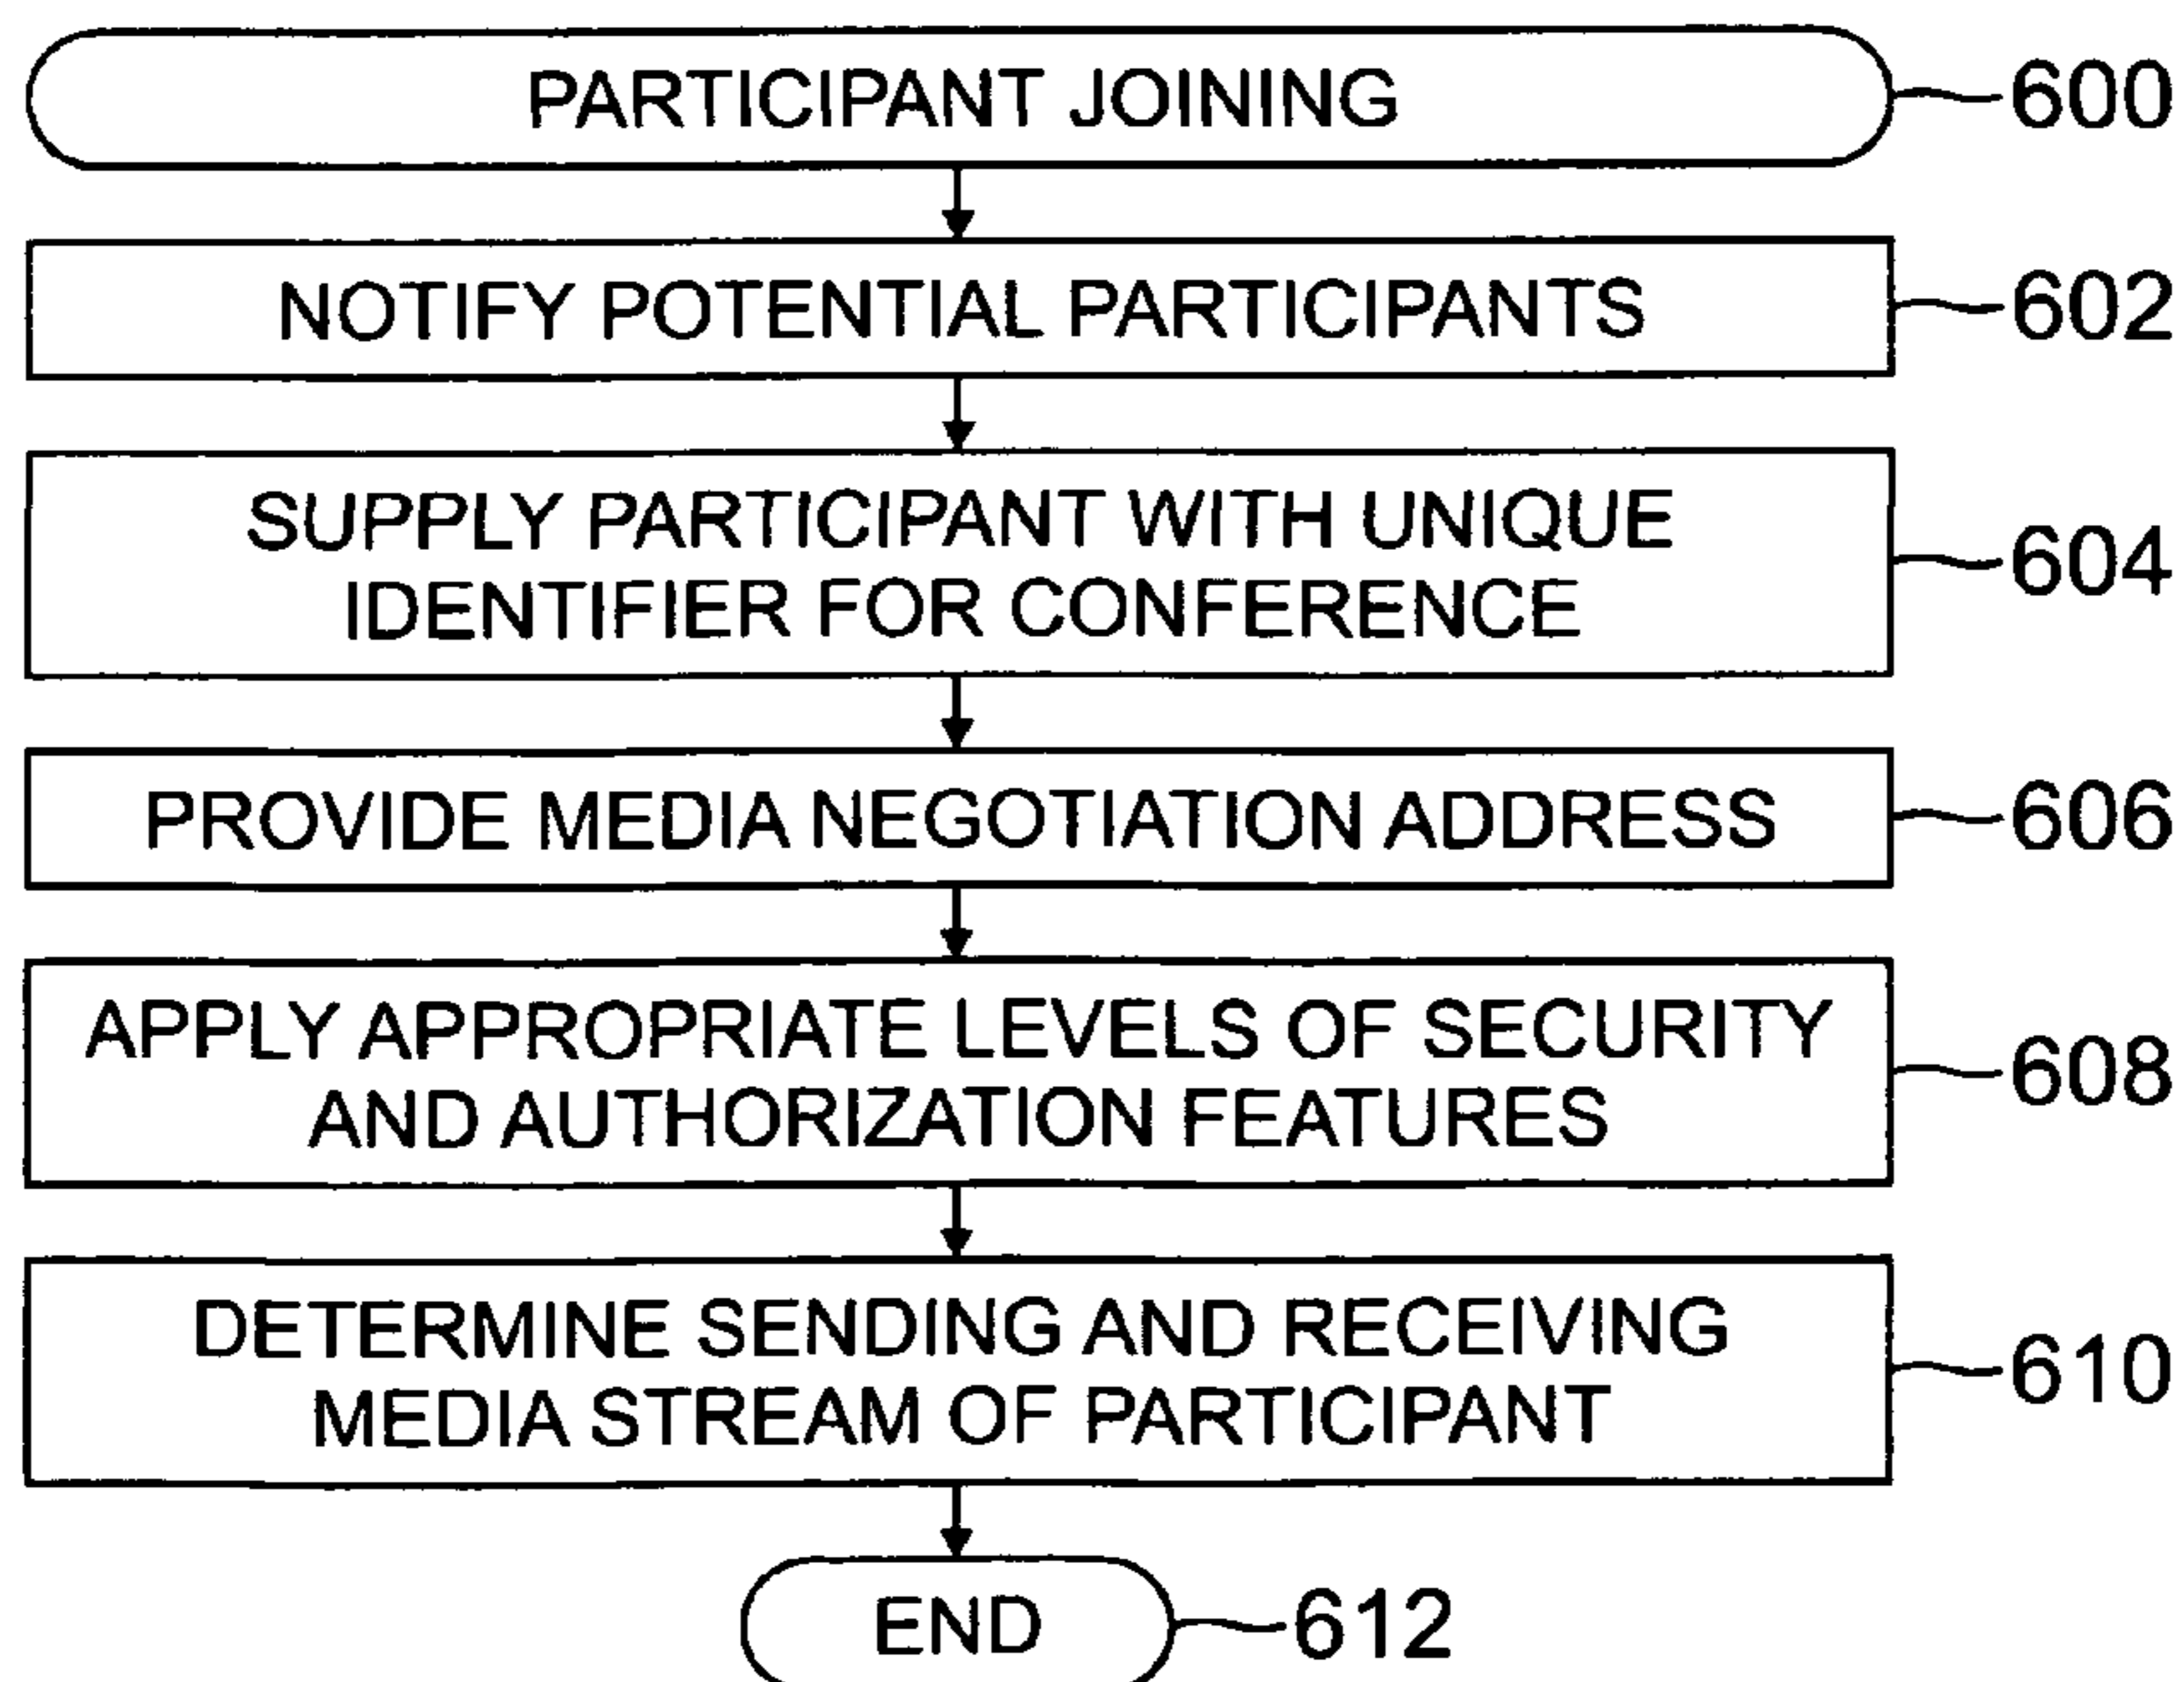 PARTICIPANT JOINING
600
NOTIFY POTENTIAL PARTICIPANTS
602
SUPPLY PARTICIPANT WITH UNIQUE
IDENTIFIER FOR CONFERENCE
604
PROVIDE MEDIA NEGOTIATION ADDRESS
606
APPLY APPROPRIATE LEVELS OF SECURITY
AND AUTHORIZATION FEATURES
608
DETERMINE SENDING AND RECEIVING
MEDIA STREAM OF PARTICIPANT
610
END
612